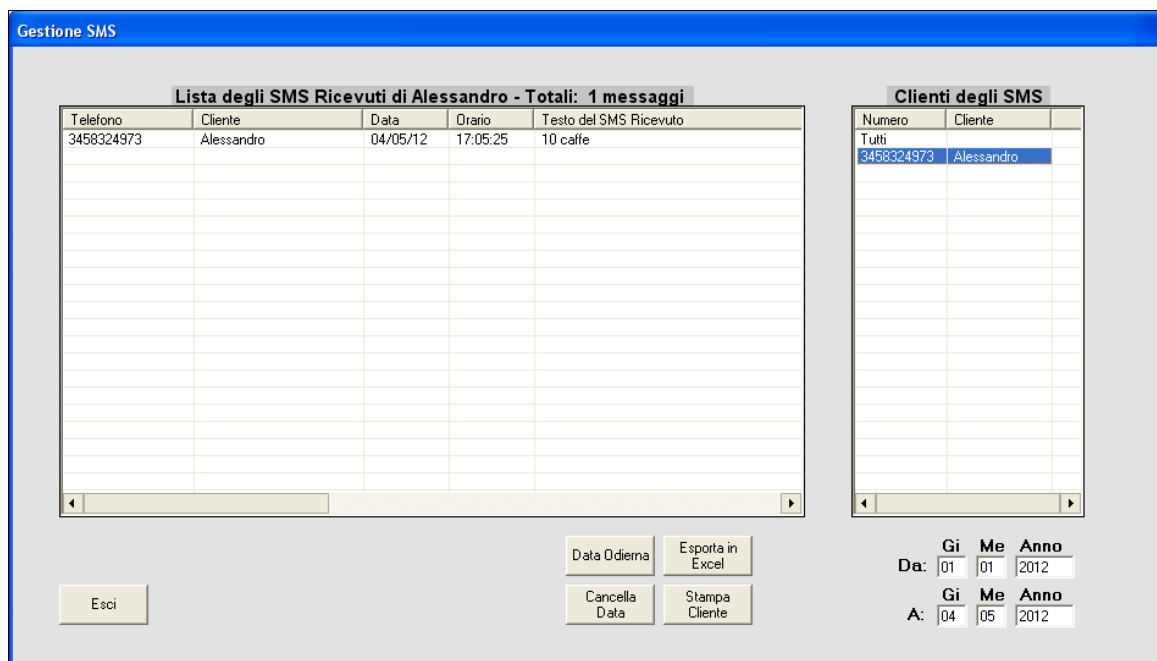 Gestione SMS
Lista degli SMS Ricevuti di Alessandro - Totali: 1 messaggi
Telefono Cliente Data Orario Testo del SMS Ricevuto
3458324973 Alessandro 04/05/12 17:05:25 10 caffe
Clienti degli SMS
Numero Cliente
Tutti
3458324973 Alessandro
Data Odierna
Esporta in
Excel
Cancella
Data
Stampa
Cliente
Esci
Gi Me Anno
Da: 01 01 2012
Gi Me Anno
A: 04 05 2012